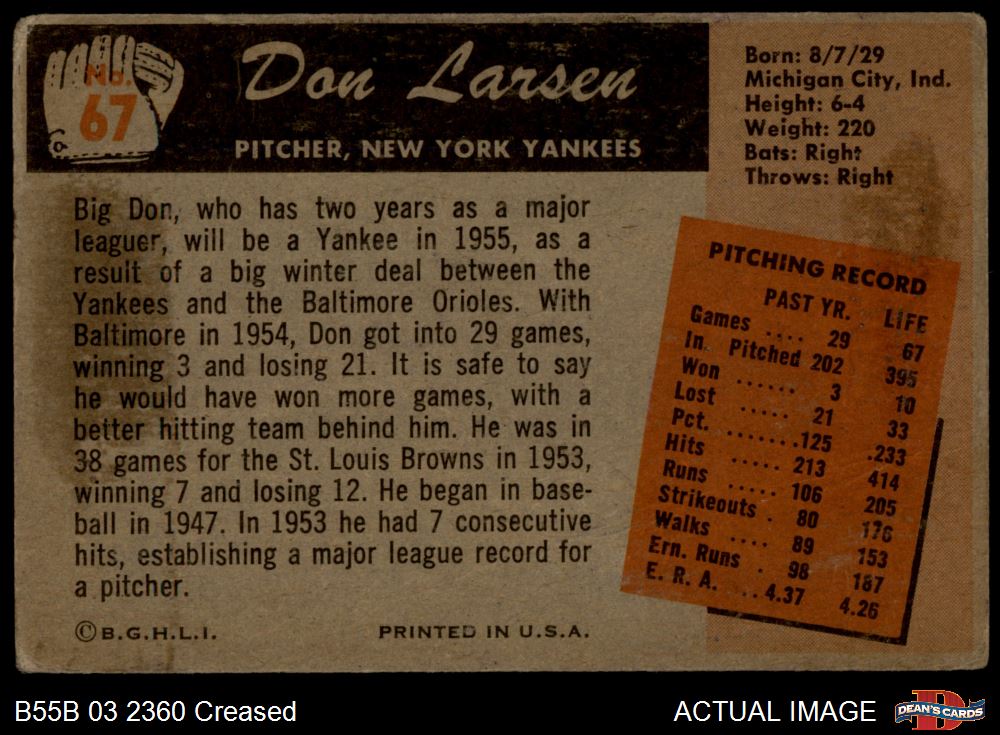 No.
67
Don Larsen
PITCHER, NEW YORK YANKEES
Born: 8/7/29
Michigan City, Ind.
Height: 6-4
Weight: 220
Bats: Right
Throws: Right
Big Don, who has two years as a major
leaguer, will be a Yankee in 1955, as a
result of a big winter deal between the
Yankees and the Baltimore Orioles. With
Baltimore in 1954, Don got into 29 games,
winning 3 and losing 21. It is safe to say
he would have won more games, with a
better hitting team behind him. He was in
38 games for the St. Louis Browns in 1953,
winning 7 and losing 12. He began in base-
ball in 1947. In 1953 he had 7 consecutive
hits, establishing a major league record for
a pitcher.
©B.G.H.L.I.
PRINTED IN U.S.A.
PITCHING RECORD
PAST YR. LIFE
Games .... 29 67
In. Pitched 202 395
Won ...... 3 10
Lost ..... 21 33
Pct. .......125 .233
Hits ..... 213 414
Runs ..... 106 205
Strikeouts . 80 176
Walks .... 89 153
Ern. Runs . 98 187
E. R. A. ...4.37 4.26
B55B 03 2360 Creased
ACTUAL IMAGE
DEAN'S CARDS